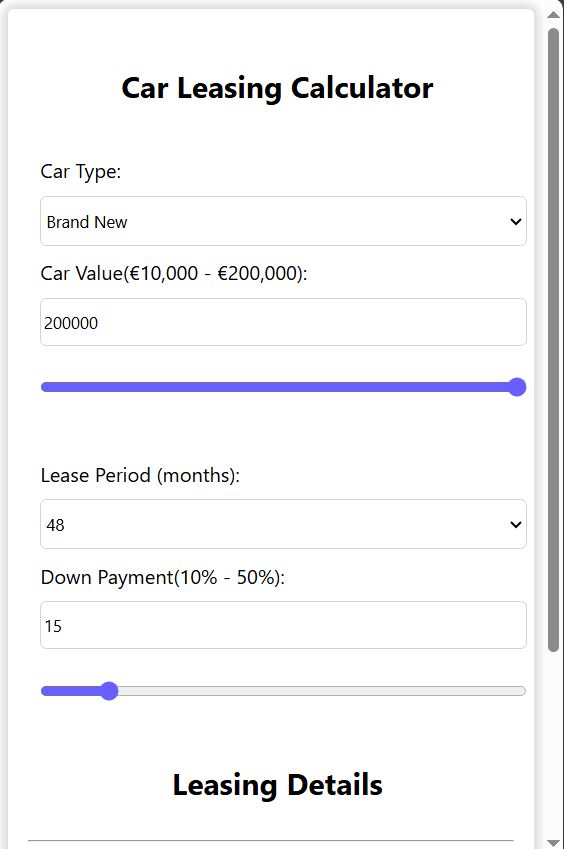 Car Leasing Calculator
Car Type:
Brand New
Car Value(€10,000 - €200,000):
200000
Lease Period (months):
48
Down Payment(10% - 50%):
15
Leasing Details